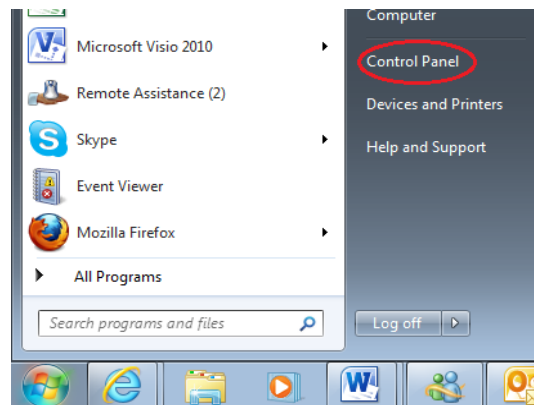 Microsoft Visio 2010
Remote Assistance (2)
Skype
Event Viewer
Mozilla Firefox
All Programs
Search programs and files
Computer
Control Panel
Devices and Printers
Help and Support
Log off